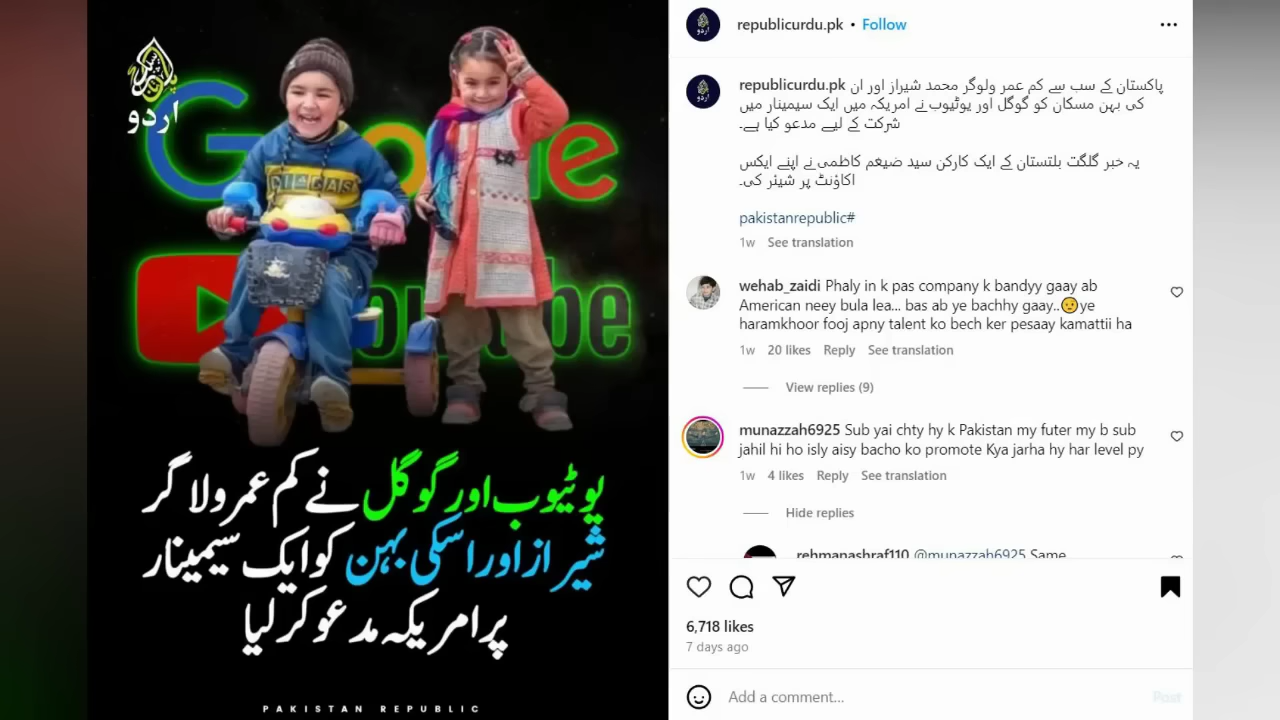 اردو
Google
YouTube
یوٹیوب اور گوگل نے کم عمر ولاگر
شیراز اور اسکی بہن کو ایک سیمینار
پر امریکہ مدعو کر لیا
PAKISTAN REPUBLIC
republicurdu.pk • Follow
republicurdu.pk پاکستان کے سب سے کم عمر ولوگر محمد شیراز اور ان
کی بہن مسکان کو گوگل اور یوٹیوب نے امریکہ میں ایک سیمینار میں
شرکت کے لیے مدعو کیا ہے۔
یہ خبر گلگت بلتستان کے ایک کارکن سید ضیغم کاظمی نے اپنے ایکس
اکاؤنٹ پر شیئر کی۔
pakistanrepublic#
1w See translation
wehab_zaidi Phaly in k pas company k bandyy gaay ab
American neey bula lea... bas ab ye bachhy gaay..🤨ye
haramkhoor fooj apny talent ko bech ker pesaay kamattii ha
1w 20 likes Reply See translation
View replies (9)
munazzah6925 Sub yai chty hy k Pakistan my futer my b sub
jahil hi ho isly aisy bacho ko promote Kya jarha hy har level py
1w 4 likes Reply See translation
Hide replies
rehmanashraf110 @munazzah6925 Same
6,718 likes
7 days ago
Add a comment...
Post